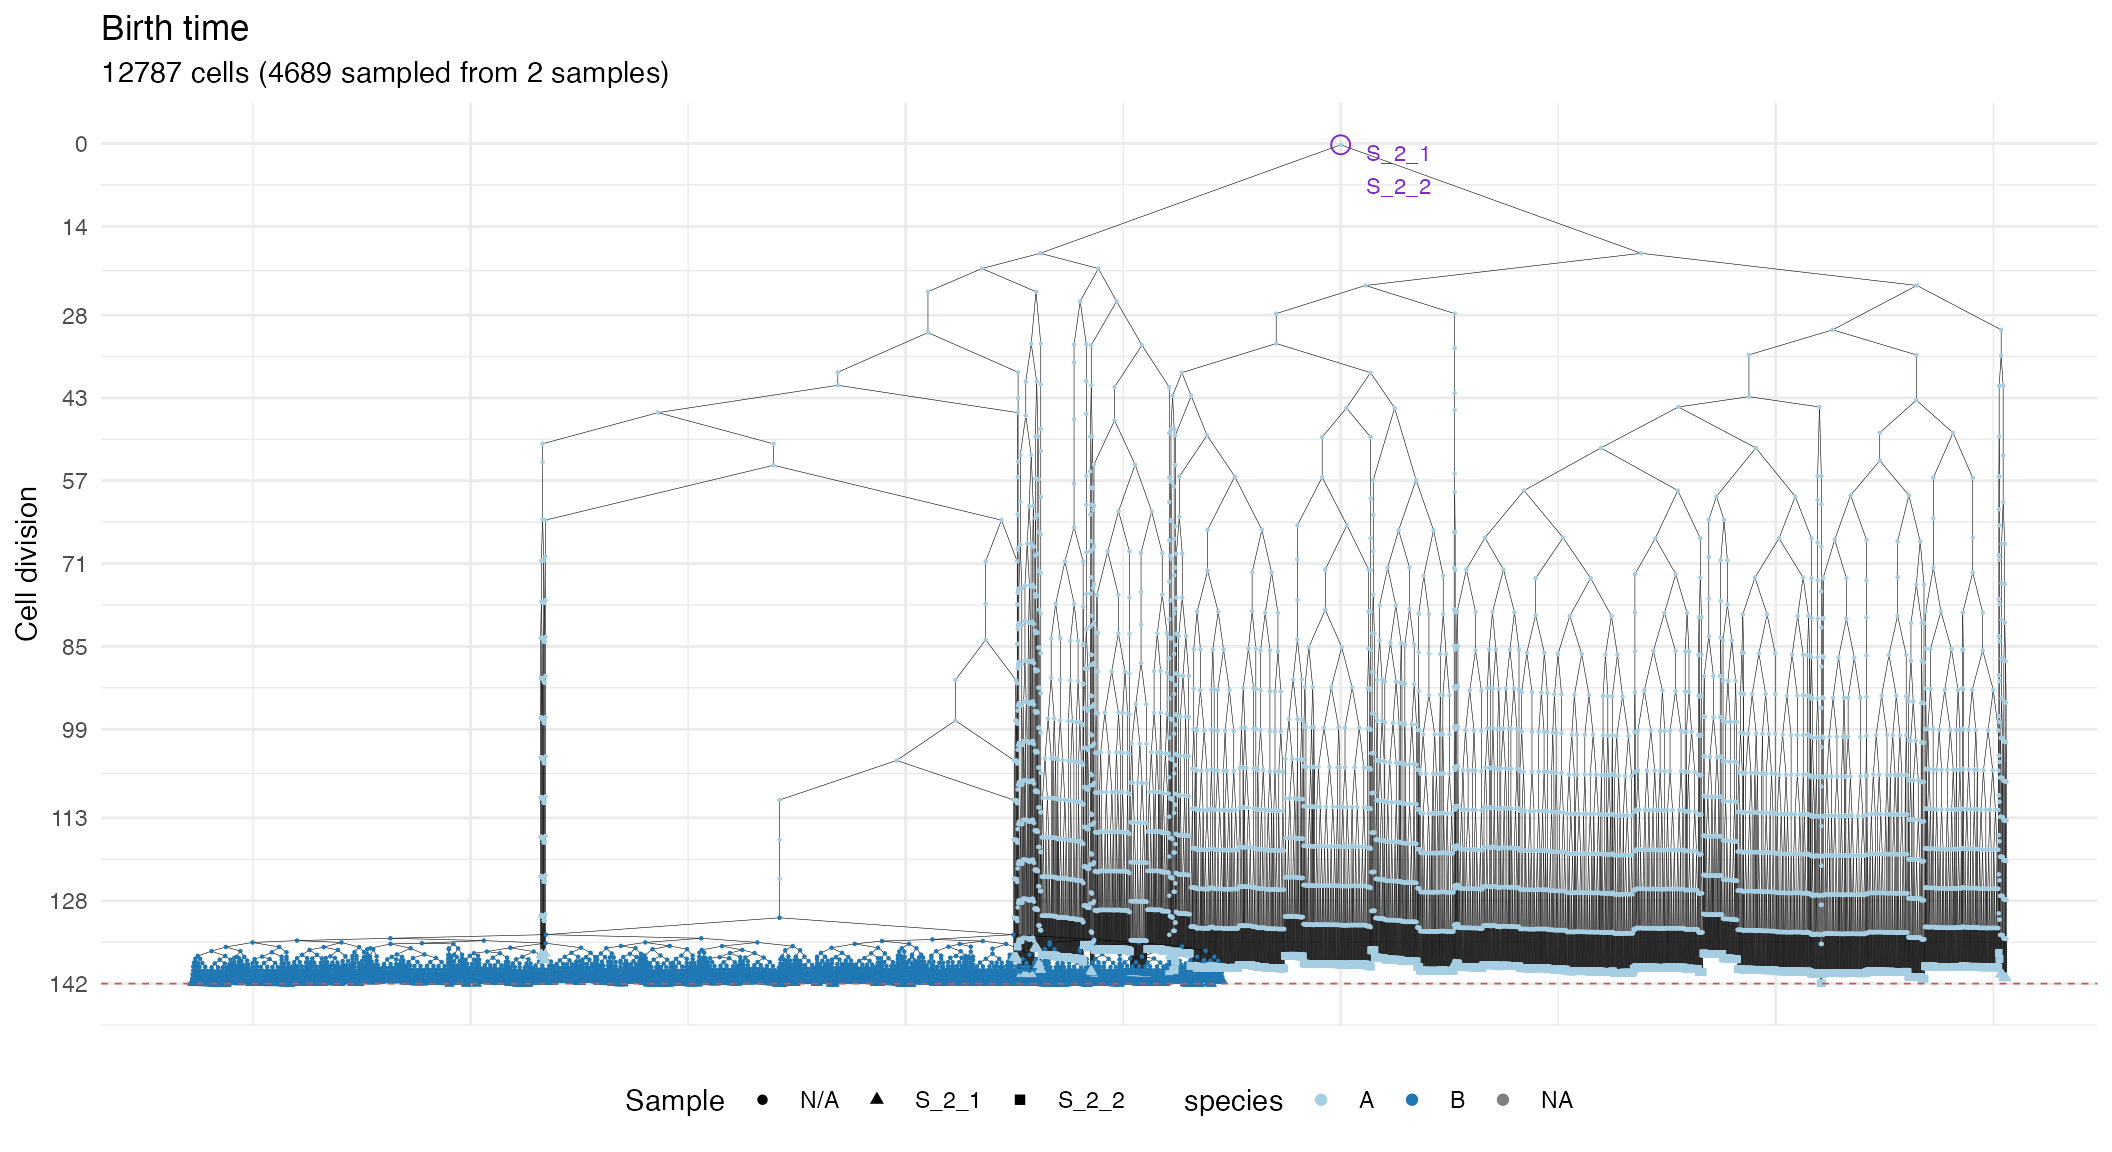 Birth time
12787 cells (4689 sampled from 2 samples)
Cell division
0
14
28
43
57
71
85
99
113
128
142
S_2_1
S_2_2
Sample N/A S_2_1 S_2_2 species A B NA